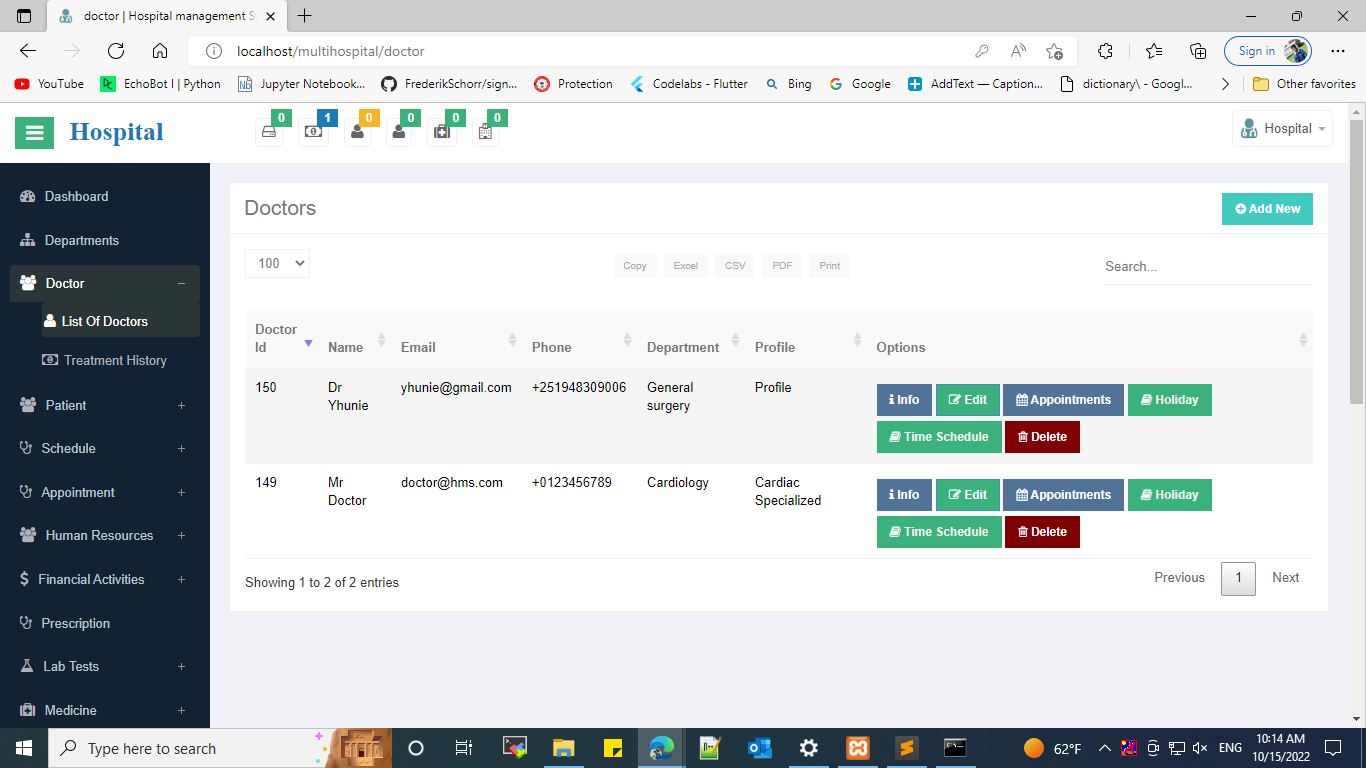 doctor | Hospital management S
localhost/multihospital/doctor
Sign in
YouTube
EchoBot I | Python
Jupyter Notebook...
FrederikSchorr/sign...
Protection
Codelabs - Flutter
Bing
Google
AddText — Caption...
dictionary\ - Googl...
Other favorites
Hospital
0
1
0
0
0
0
Hospital
Dashboard
Departments
Doctor
List Of Doctors
Treatment History
Patient
Schedule
Appointment
Human Resources
Financial Activities
Prescription
Lab Tests
Medicine
Doctors
Add New
100
Copy
Excel
CSV
PDF
Print
Search...
Doctor
Id Name Email Phone Department Profile Options
150 Dr yhunie@gmail.com +251948309006 General Profile
Yhunie surgery
Info Edit Appointments Holiday
Time Schedule Delete
149 Mr doctor@hms.com +0123456789 Cardiology Cardiac
Doctor Specialized
Info Edit Appointments Holiday
Time Schedule Delete
Showing 1 to 2 of 2 entries
Previous 1 Next
Type here to search
62°F
ENG
10:14 AM
10/15/2022